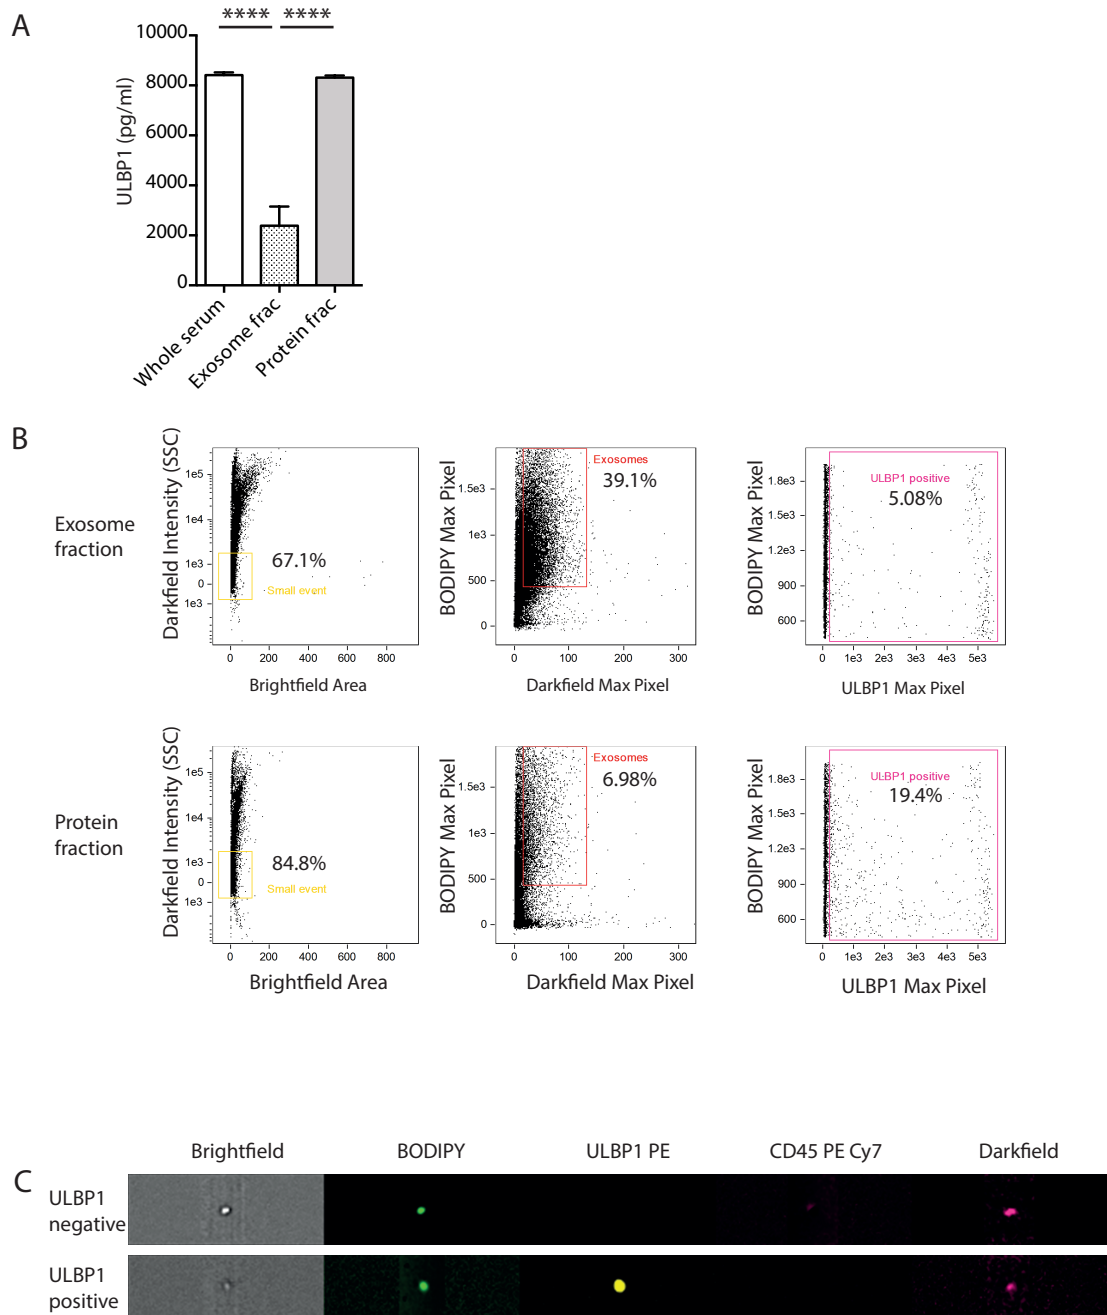 A
**** ****
10000
8000
6000
4000
2000
0
ULBP1 (pg/ml)
Whole serum
Exosome frac
Protein frac
B
Exosome
fraction
Darkfield Intensity (SSC)
1e5
1e4
1e3
0
1e3
67.1%
Small event
0 200 400 600 800
Brightfield Area
BODIPY Max Pixel
1.5e3
1e3
500
0
Exosomes
39.1%
0 100 200 300
Darkfield Max Pixel
BODIPY Max Pixel
1.8e3
1.5e3
1.2e3
900
600
ULBP1 positive
5.08%
0 1e3 2e3 3e3 4e3 5e3
ULBP1 Max Pixel
Protein
fraction
Darkfield Intensity (SSC)
1e5
1e4
1e3
0
1e3
84.8%
Small event
0 200 400 600 800
Brightfield Area
BODIPY Max Pixel
1.5e3
1e3
500
0
Exosomes
6.98%
0 100 200 300
Darkfield Max Pixel
BODIPY Max Pixel
1.8e3
1.5e3
1.2e3
900
600
ULBP1 positive
19.4%
0 1e3 2e3 3e3 4e3 5e3
ULBP1 Max Pixel
Brightfield BODIPY ULBP1 PE CD45 PE Cy7 Darkfield
C
ULBP1
negative
ULBP1
positive